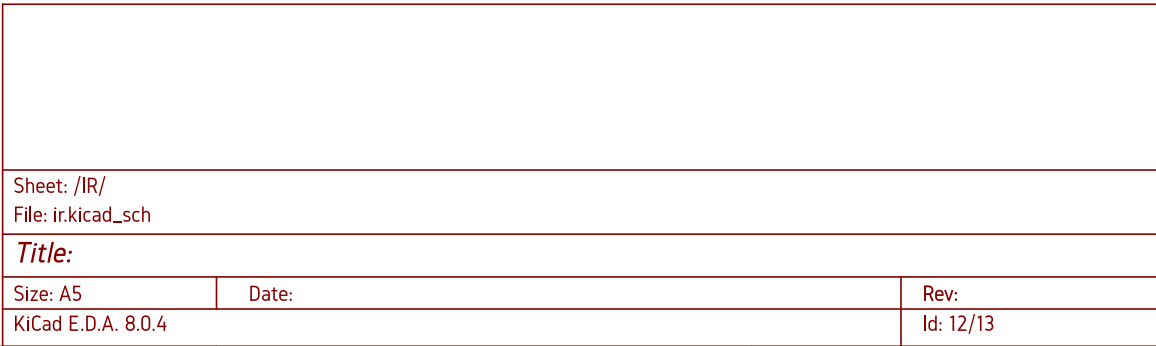 Sheet: /IR/
File: ir.kicad_sch
Title:
Size: A5 Date: Rev:
KiCad E.D.A. 8.0.4 Id: 12/13